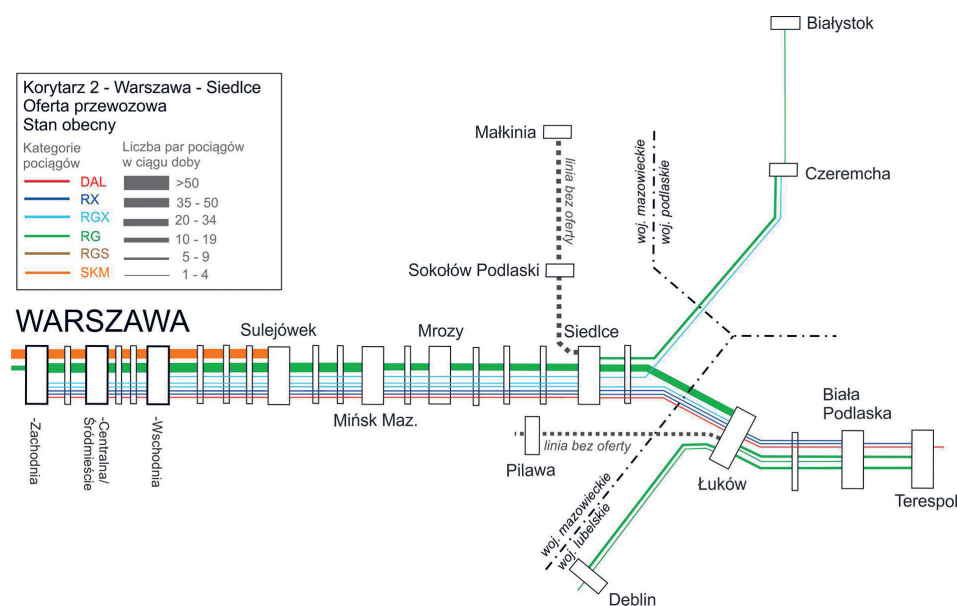 Białystok
Korytarz 2 - Warszawa - Siedlce
Oferta przewozowa
Stan obecny
Kategorie
pociągów
Liczba par pociągów
w ciągu doby
DAL
RX
RGX
RG
RGS
SKM
>50
35 - 50
20 - 34
10 - 19
5 - 9
1 - 4
Małkinia
linia bez oferty
woj. mazowieckie
woj. podlaskie
Czeremcha
Sokołów Podlaski
WARSZAWA
Sulejówek
Mrozy
Siedlce
Mińsk Maz.
Biała
Podlaska
-Zachodnia
-Centralna/
Śródmieście
-Wschodnia
Pilawa
linia bez oferty
Łuków
Terespol
woj. mazowieckie
woj. lubelskie
Deblin